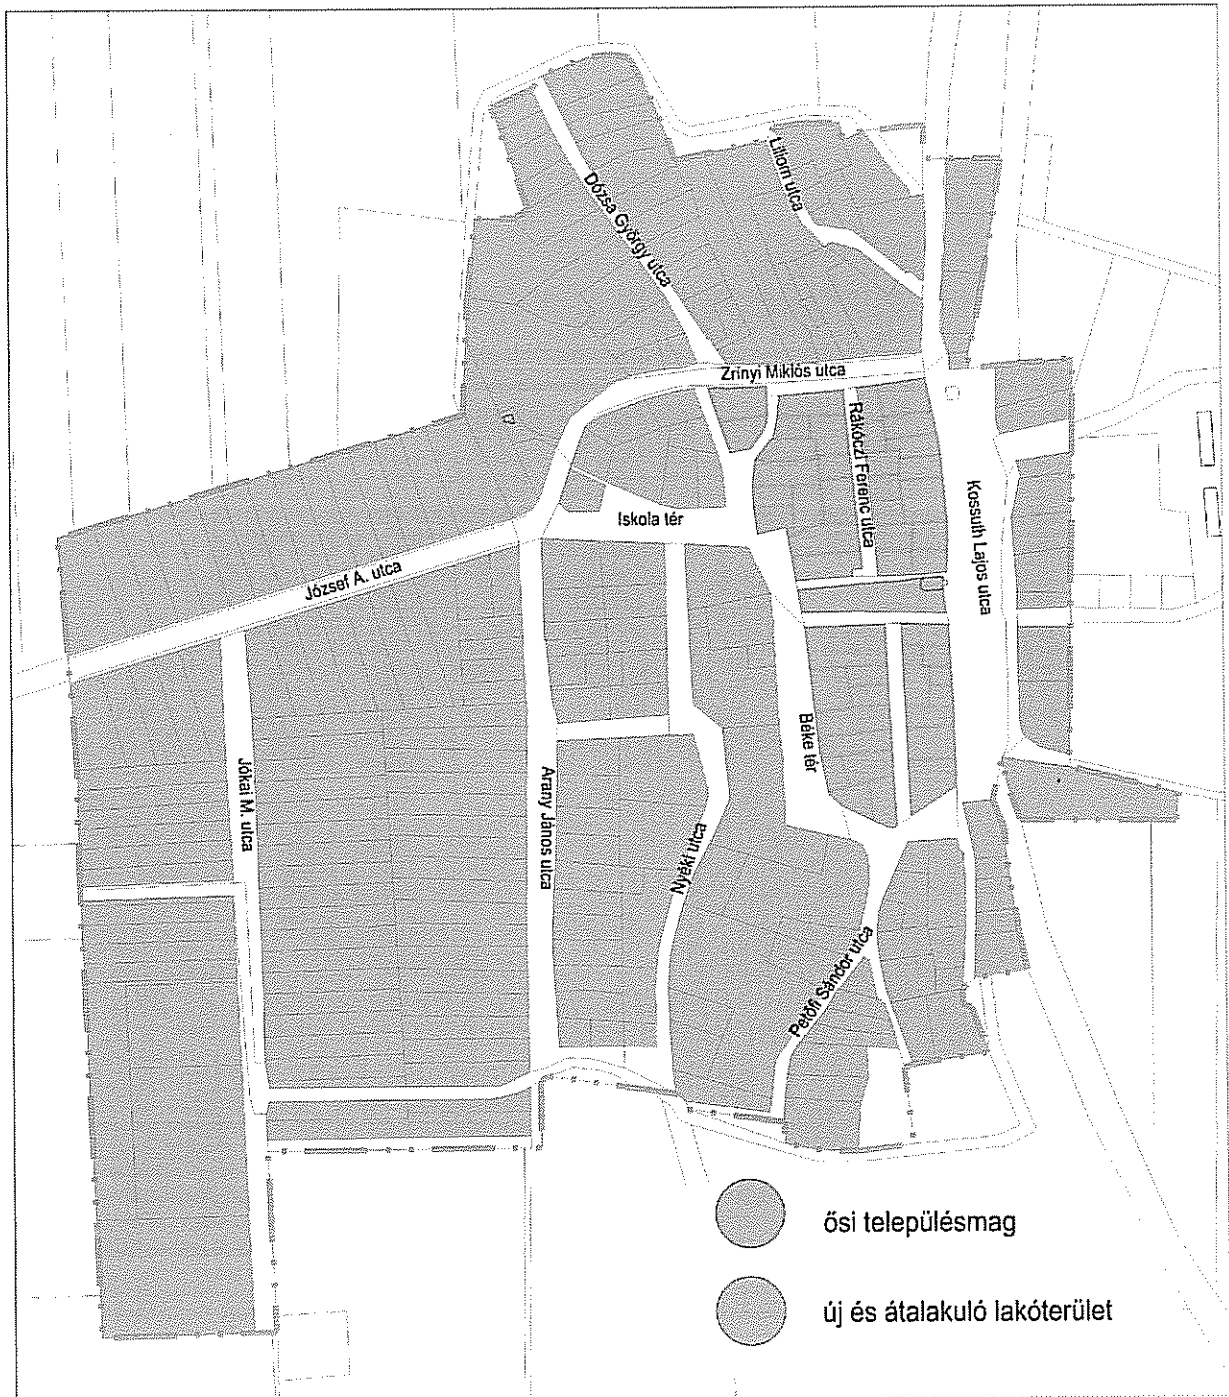 Liliom utca
Dózsa György utca
Zrínyi Miklós utca
Rákóczi Ferenc utca
Iskola tér
Kossuth Lajos utca
József A. utca
Béke tér
Jókai M. utca
Arany János utca
Nyéki utca
Petőfi Sándor utca
ősi településmag
új és átalakuló lakóterület